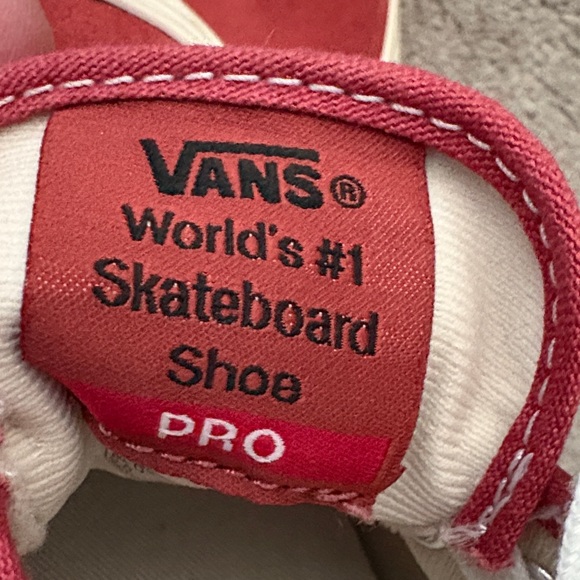 VANS®
World's #1
Skateboard
Shoe
PRO